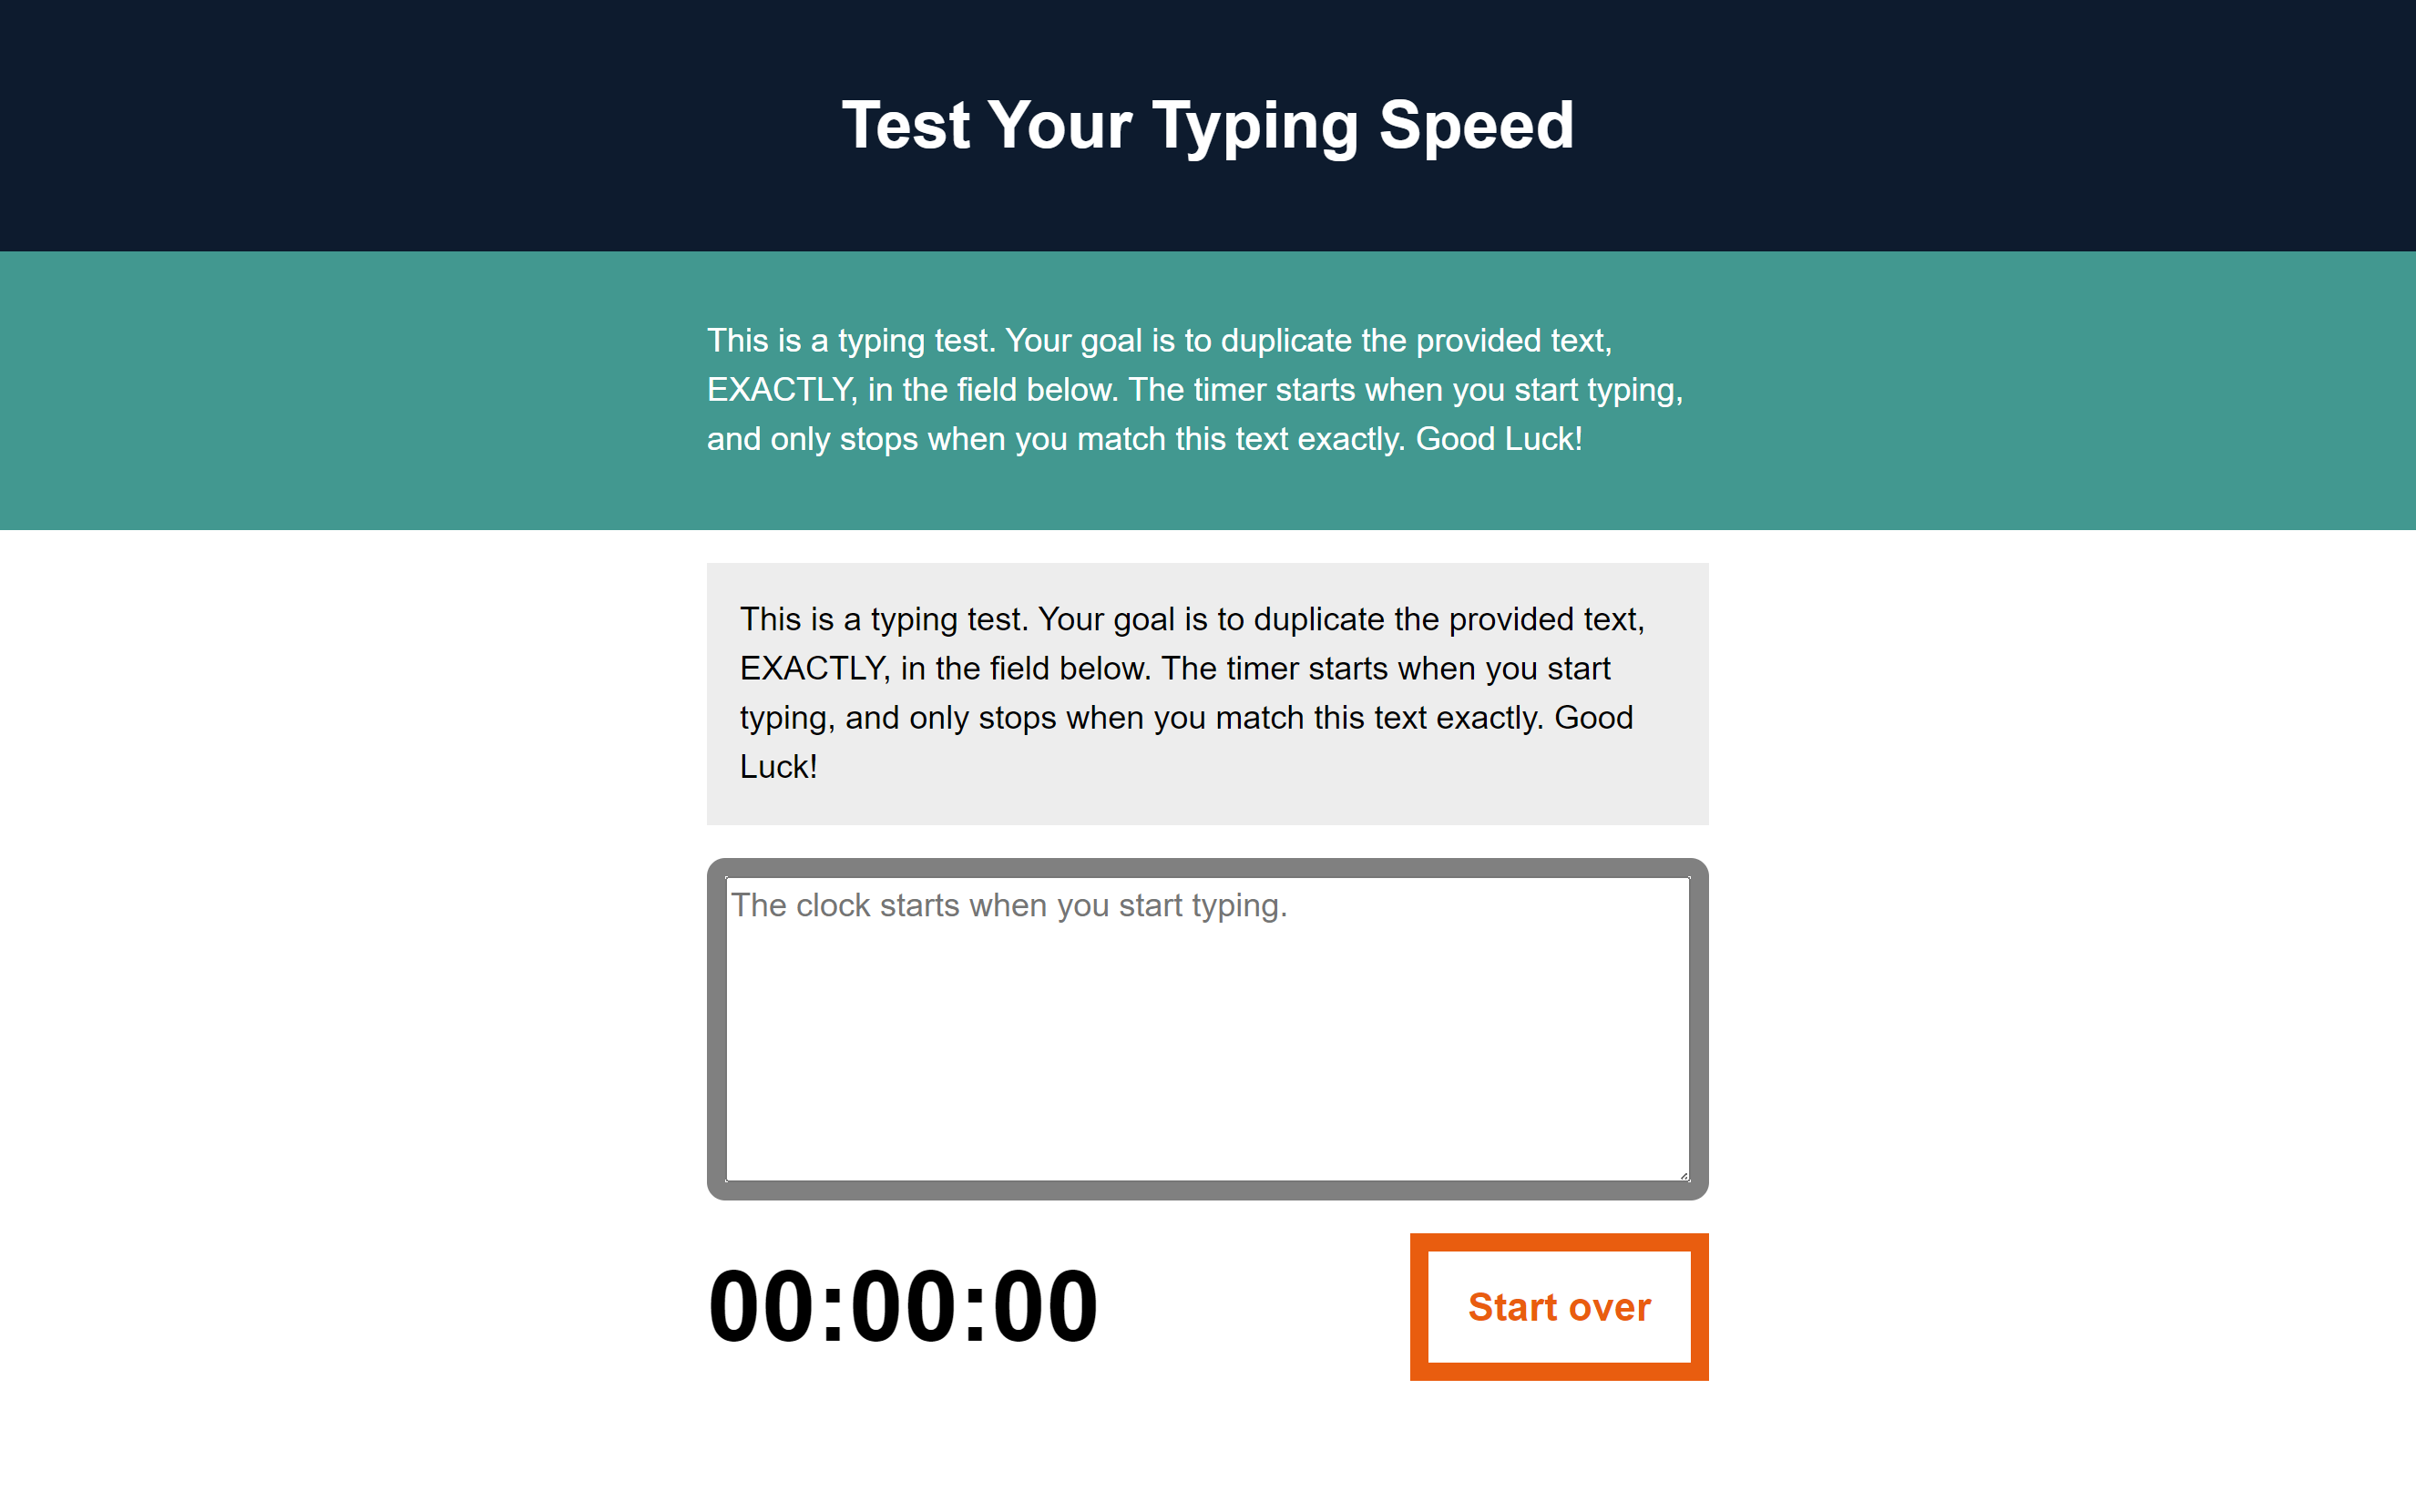 Test Your Typing Speed
This is a typing test. Your goal is to duplicate the provided text,
EXACTLY, in the field below. The timer starts when you start typing,
and only stops when you match this text exactly. Good Luck!
This is a typing test. Your goal is to duplicate the provided text,
EXACTLY, in the field below. The timer starts when you start
typing, and only stops when you match this text exactly. Good
Luck!
The clock starts when you start typing.
00:00:00
Start over